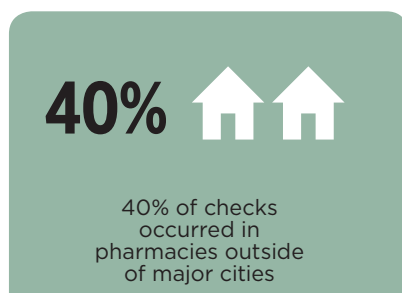 40%
40% of checks
occurred in
pharmacies outside
of major cities